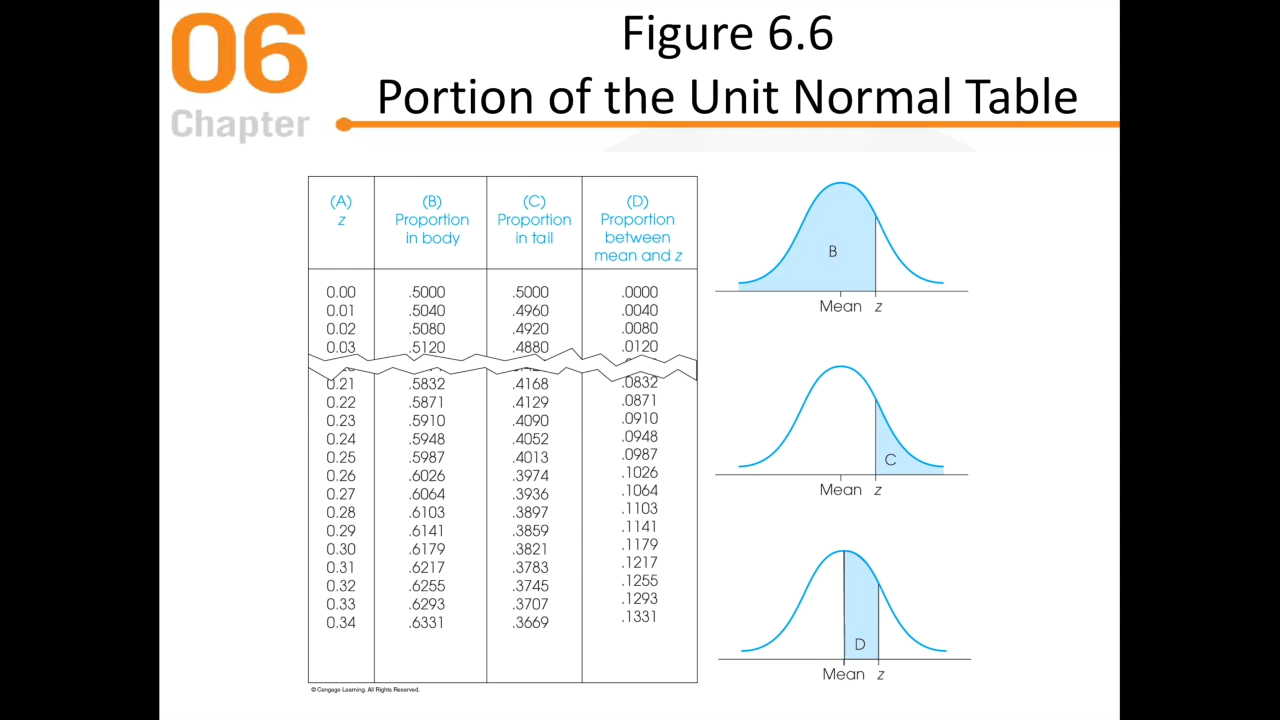 06
Chapter
Figure 6.6
Portion of the Unit Normal Table
(A) (B) (C) (D)
z Proportion Proportion Proportion
in body in tail between
mean and z
0.00 .5000 .5000 .0000
0.01 .5040 .4960 .0040
0.02 .5080 .4920 .0080
0.03 .5120 .4880 .0120
0.21 .5832 .4168 .0832
0.22 .5871 .4129 .0871
0.23 .5910 .4090 .0910
0.24 .5948 .4052 .0948
0.25 .5987 .4013 .0987
0.26 .6026 .3974 .1026
0.27 .6064 .3936 .1064
0.28 .6103 .3897 .1103
0.29 .6141 .3859 .1141
0.30 .6179 .3821 .1179
0.31 .6217 .3783 .1217
0.32 .6255 .3745 .1255
0.33 .6293 .3707 .1293
0.34 .6331 .3669 .1331
© Cengage Learning. All Rights Reserved.
B
Mean z
C
Mean z
D
Mean z